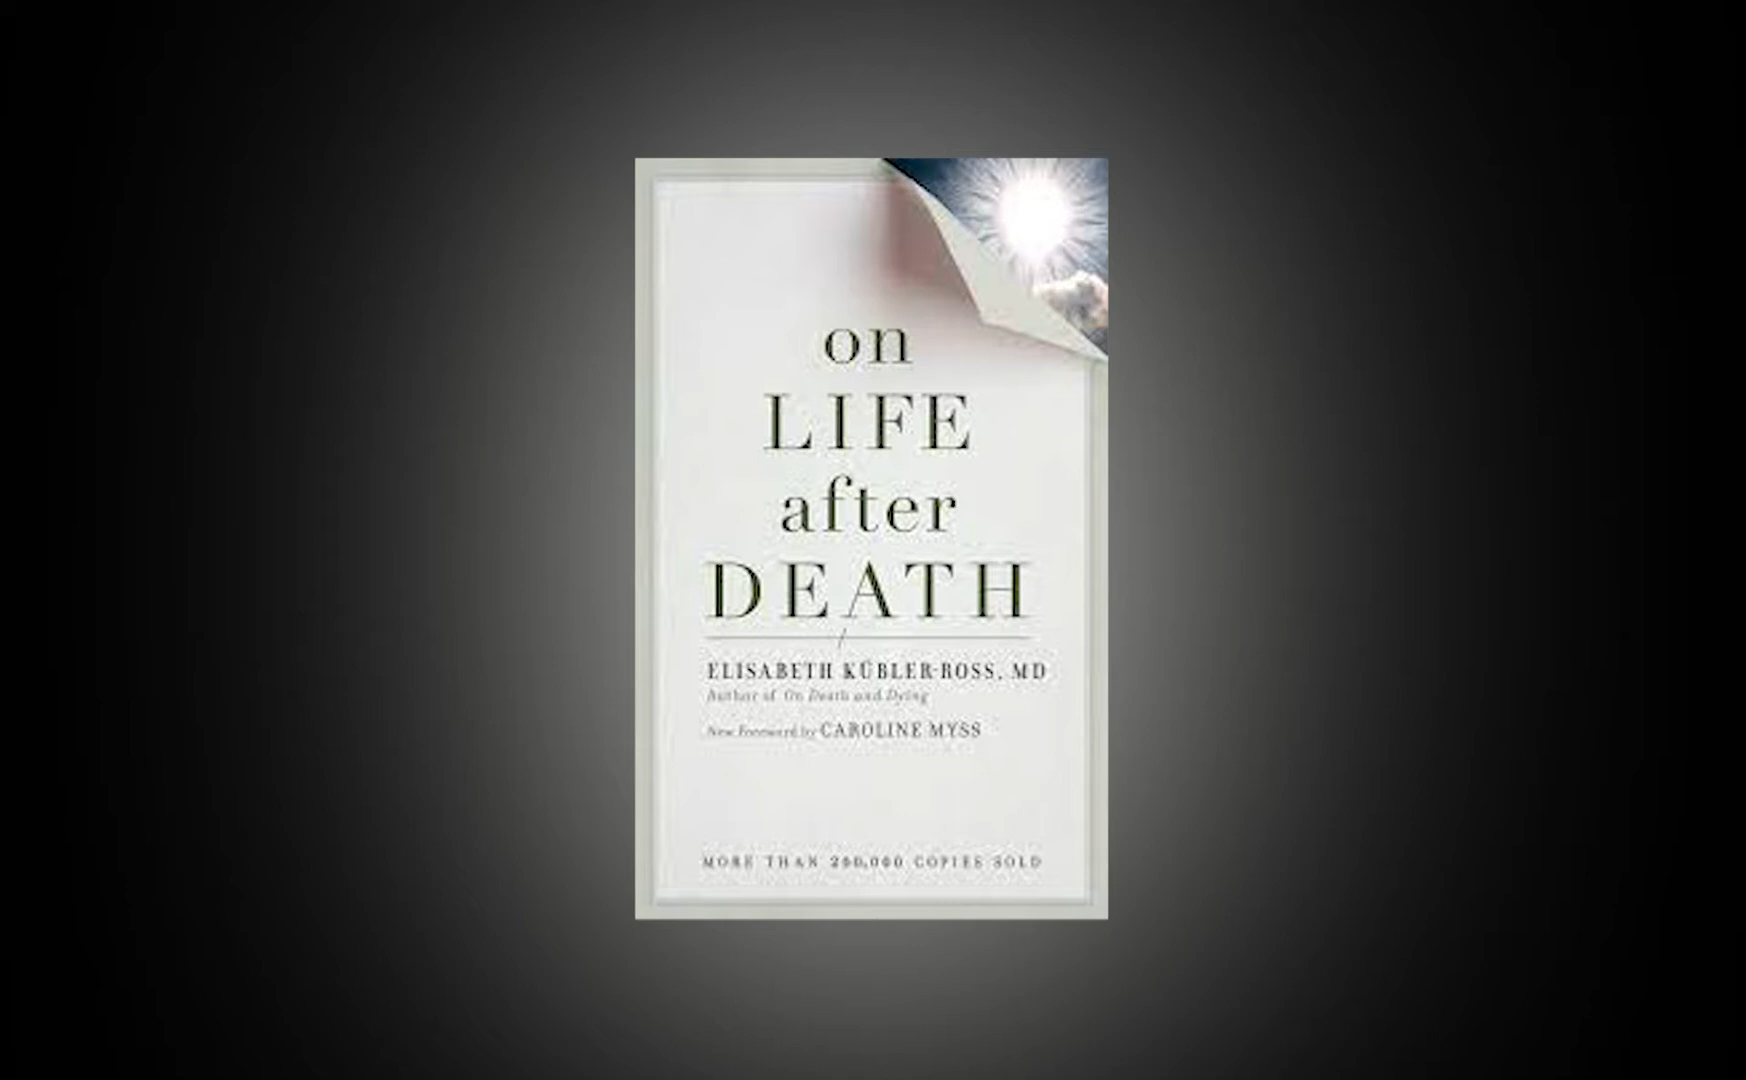 on
LIFE
after
DEATH
ELISABETH KÜBLER-ROSS, MD
Author of On Death and Dying
New Foreword by CAROLINE MYSS
MORE THAN 200,000 COPIES SOLD